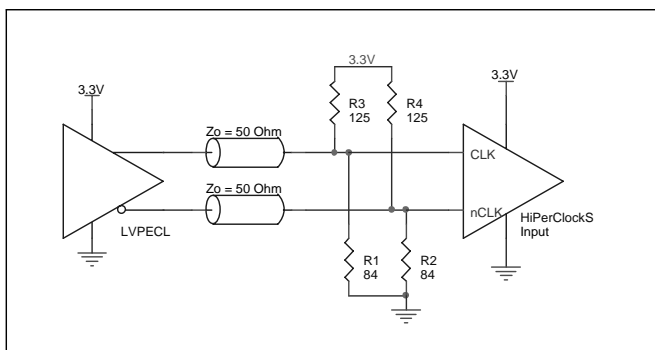 3.3V
3.3V
3.3V
R3
125
R4
125
Zo = 50 Ohm
CLK
Zo = 50 Ohm
nCLK
LVPECL
HiPerClockS
Input
R1
84
R2
84